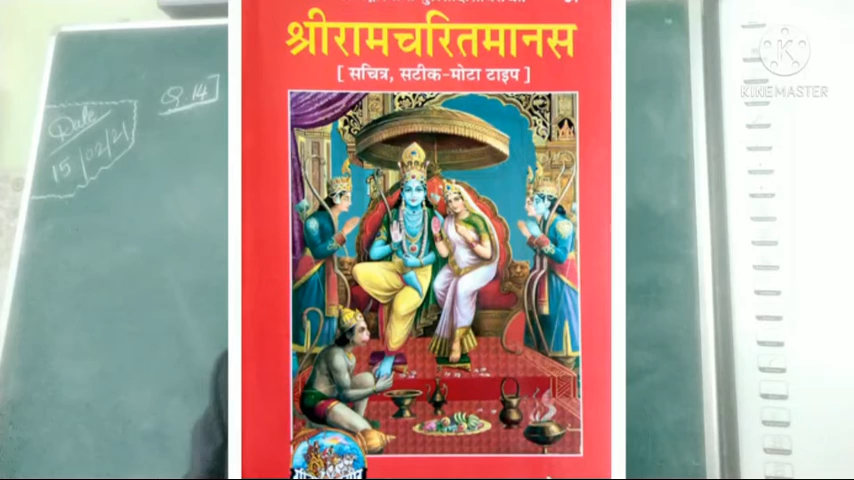 श्रीरामचरितमानस
[ सचित्र, सटीक-मोटा टाइप ]
Date
15/02/21
Q.14]
KINEMASTER